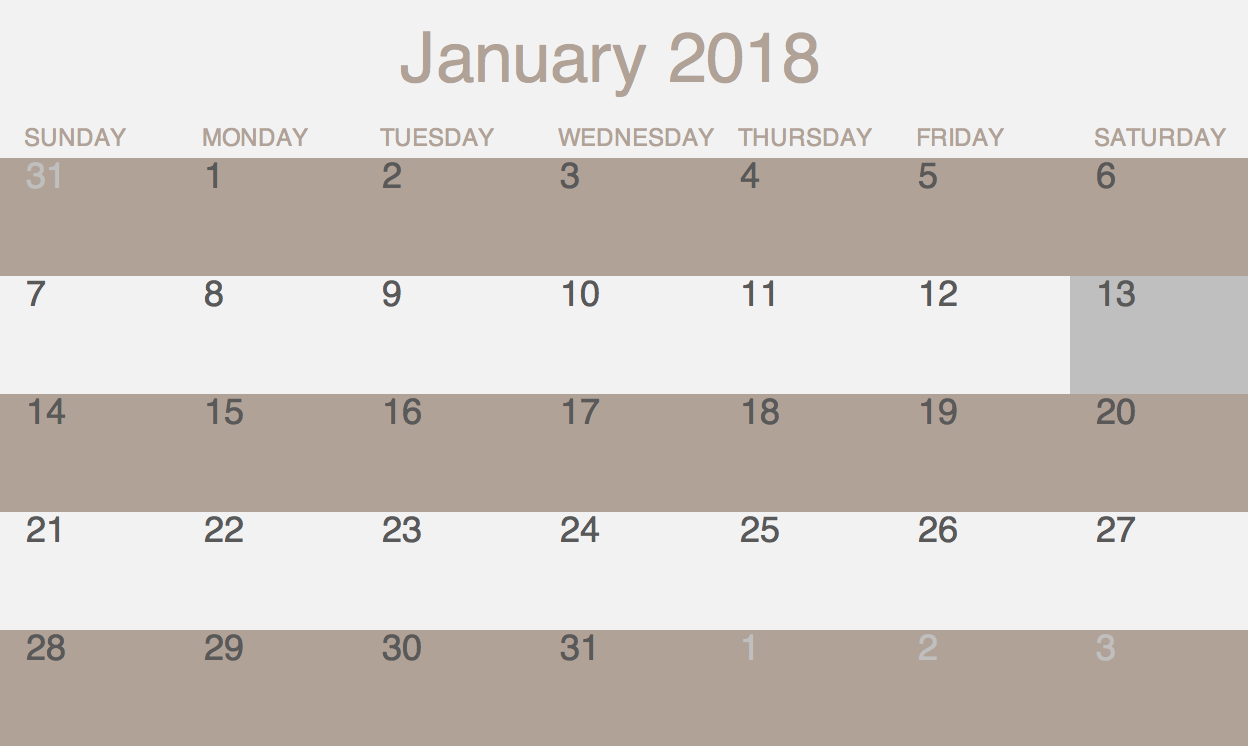 January 2018
SUNDAY MONDAY TUESDAY WEDNESDAY THURSDAY FRIDAY SATURDAY
31 1 2 3 4 5 6
7 8 9 10 11 12 13
14 15 16 17 18 19 20
21 22 23 24 25 26 27
28 29 30 31 1 2 3